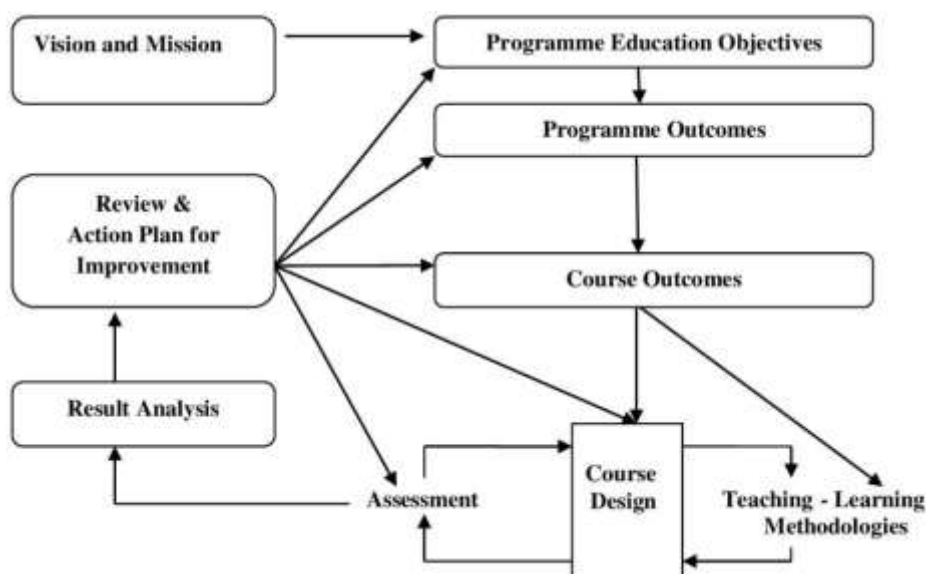 Vision and Mission
Programme Education Objectives
Programme Outcomes
Review &
Action Plan for
Improvement
Course Outcomes
Result Analysis
Assessment
Course
Design
Teaching - Learning
Methodologies